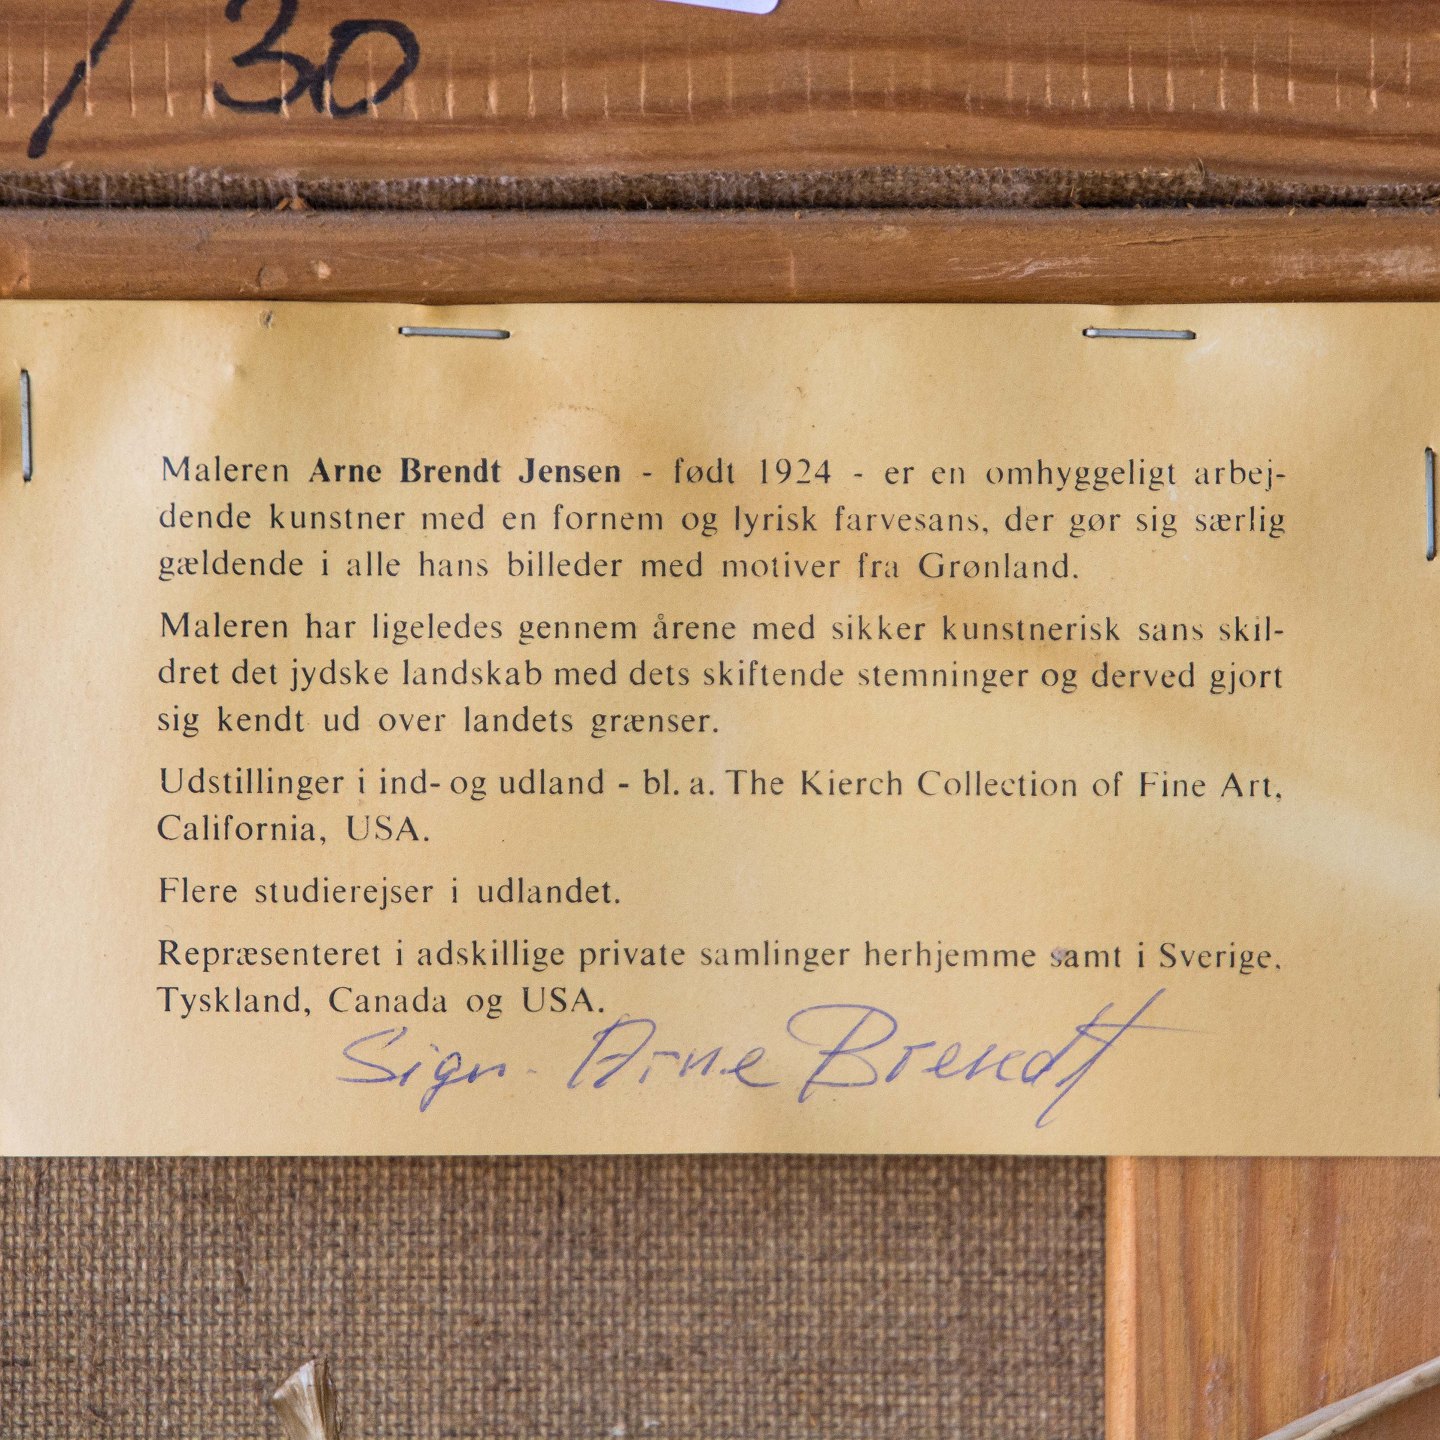 / 30
Maleren Arne Brendt Jensen - født 1924 - er en omhyggeligt arbej-
dende kunstner med en fornem og lyrisk farvesans, der gør sig særlig
gældende i alle hans billeder med motiver fra Grønland.
Maleren har ligeledes gennem årene med sikker kunstnerisk sans skil-
dret det jydske landskab med dets skiftende stemninger og derved gjort
sig kendt ud over landets grænser.
Udstillinger i ind- og udland - bl. a. The Kierch Collection of Fine Art,
California, USA.
Flere studierejser i udlandet.
Repræsenteret i adskillige private samlinger herhjemme samt i Sverige,
Tyskland, Canada og USA.
Sign. Arne Brendt